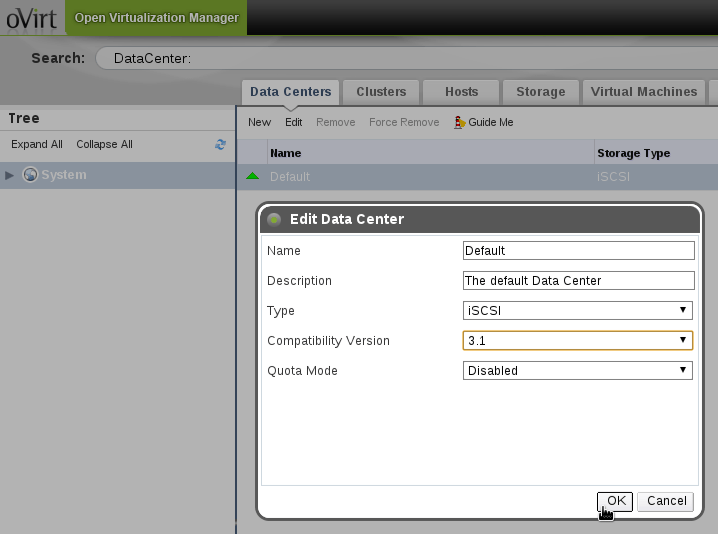 oVirt Open Virtualization Manager
Search: DataCenter:
Data Centers Clusters Hosts Storage Virtual Machines
Tree
New Edit Remove Force Remove Guide Me
Expand All Collapse All
Name Storage Type
System
Default iSCSI
Edit Data Center
Name Default
Description The default Data Center
Type iSCSI
Compatibility Version 3.1
Quota Mode Disabled
OK Cancel